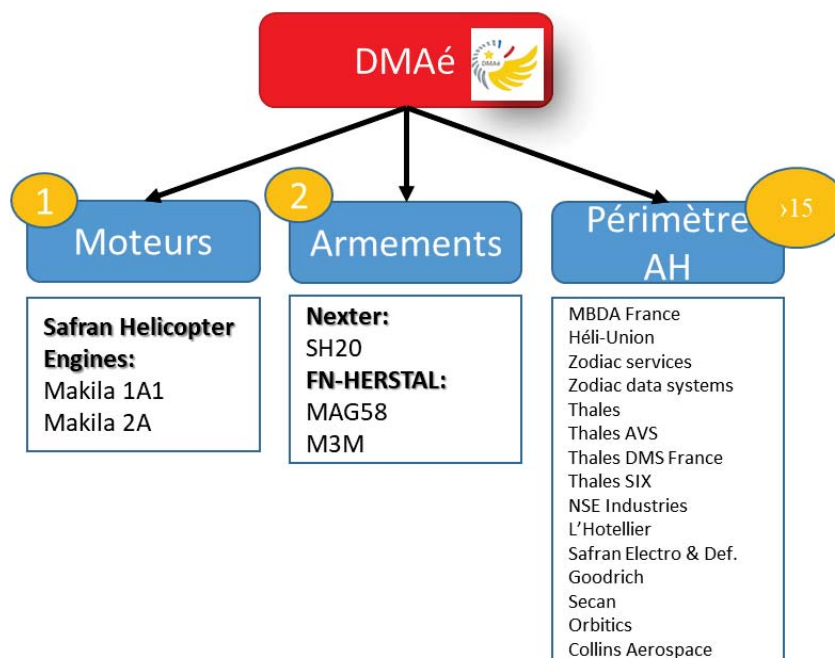 DMAé
DMAé
1
Moteurs
Safran Helicopter
Engines:
Makila 1A1
Makila 2A
2
Armements
Nexter:
SH20
FN-HERSTAL:
MAG58
M3M
›15
Périmètre
AH
MBDA France
Héli-Union
Zodiac services
Zodiac data systems
Thales
Thales AVS
Thales DMS France
Thales SIX
NSE Industries
L’Hotellier
Safran Electro & Def.
Goodrich
Secan
Orbitics
Collins Aerospace